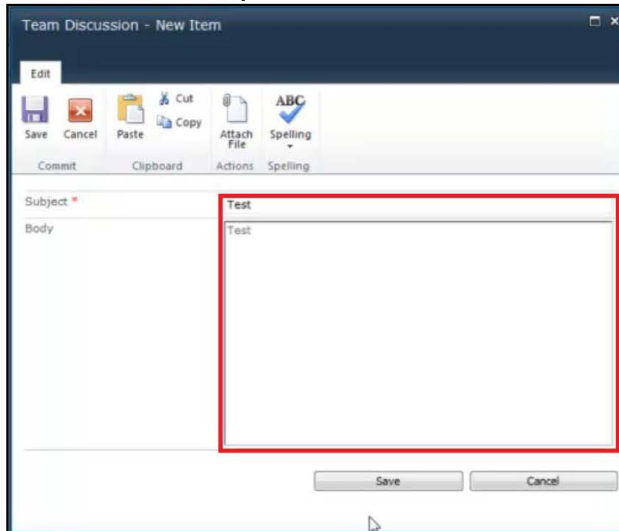 Team Discussion - New Item
Edit
Save
Cancel
Paste
Cut
Copy
Attach File
ABC
Spelling
Commit
Clipboard
Actions
Spelling
Subject *
Test
Body
Test
Save
Cancel